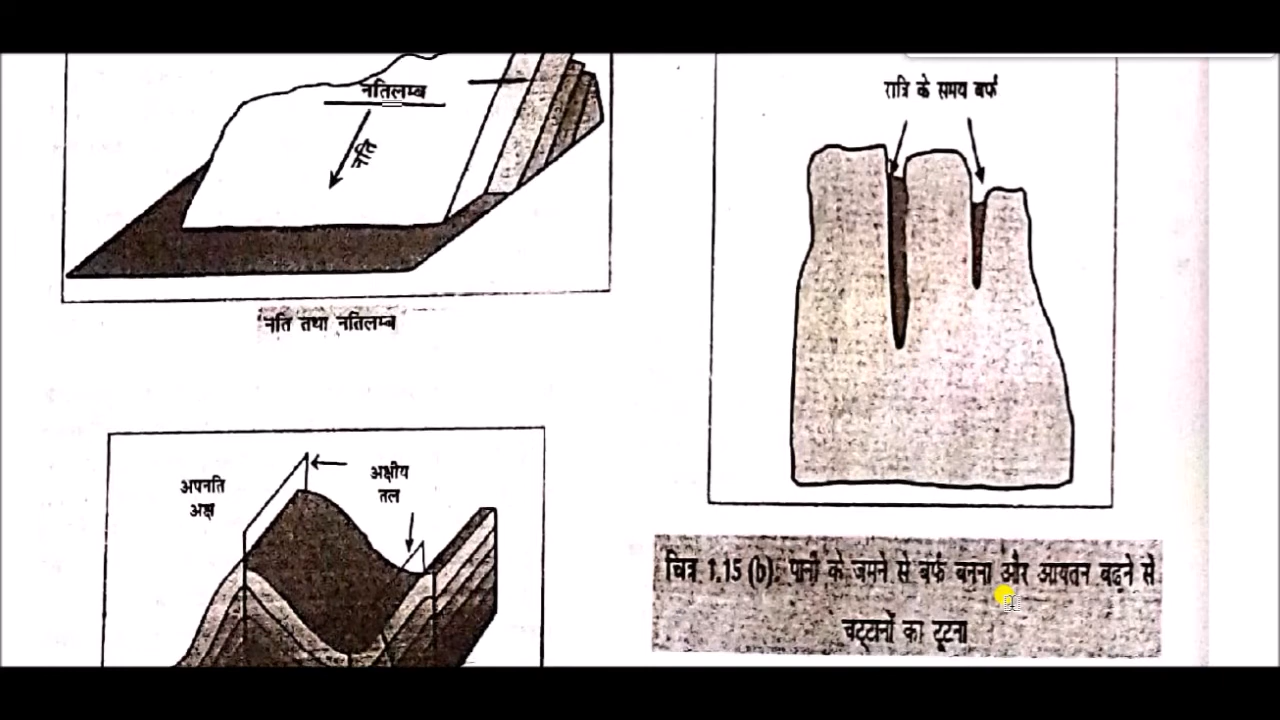 नतिलम्ब
नति
नति तथा नतिलम्ब
अपनति
अक्ष
अक्षीय
तल
रात्रि के समय बर्फ
चित्र 1.15 (b): पानी के जमने से बर्फ बनना और आयतन बढ़ने से
चट्टानों का टूटना